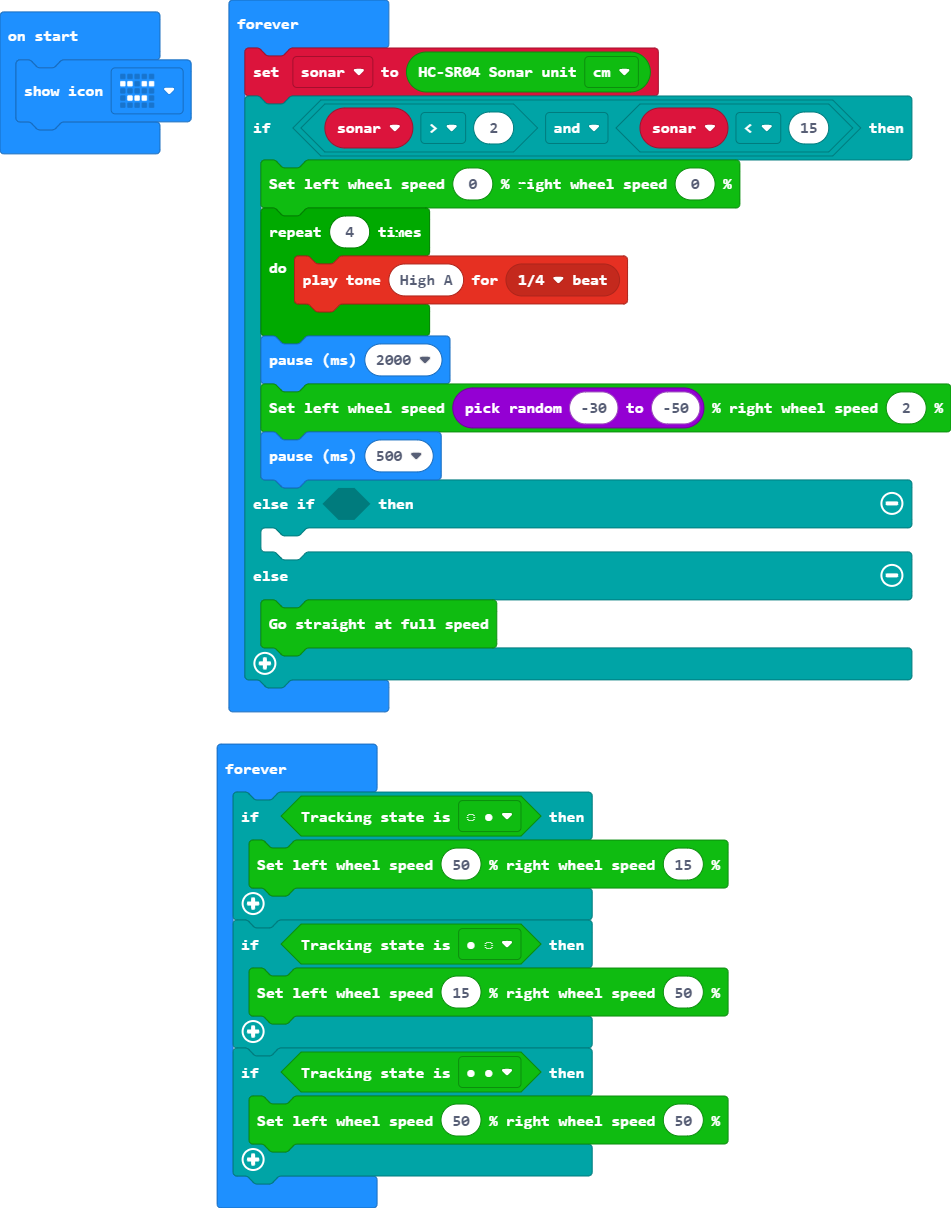 on start
show icon
forever
set sonar to HC-SR04 Sonar unit cm
if sonar > 2 and sonar < 15 then
Set left wheel speed 0 % right wheel speed 0 %
repeat 4 times
do play tone High A for 1/4 beat
pause (ms) 2000
Set left wheel speed pick random -30 to -50 % right wheel speed 2 %
pause (ms) 500
else if then
else
Go straight at full speed
forever
if Tracking state is ◌ ● then
Set left wheel speed 50 % right wheel speed 15 %
if Tracking state is ● ◌ then
Set left wheel speed 15 % right wheel speed 50 %
if Tracking state is ● ● then
Set left wheel speed 50 % right wheel speed 50 %